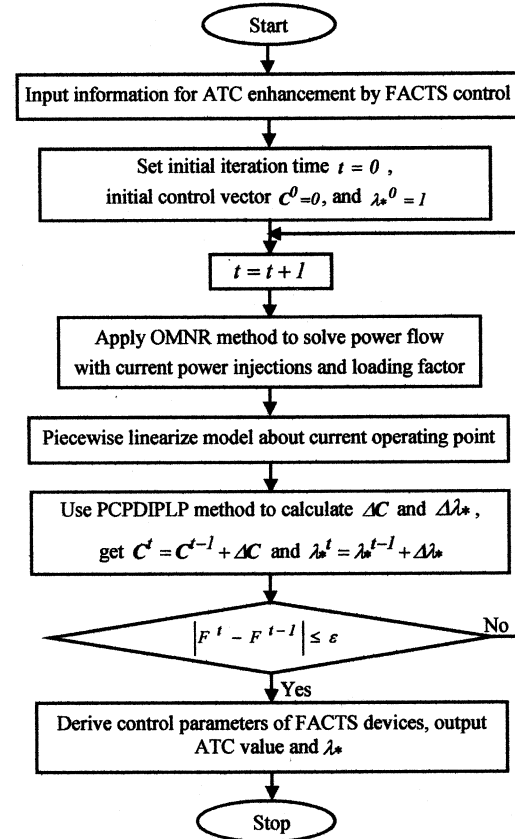 Start
Input information for ATC enhancement by FACTS control
Set initial iteration time t = 0 ,
initial control vector C⁰=0, and λ*⁰ = 1
t = t + 1
Apply OMNR method to solve power flow
with current power injections and loading factor
Piecewise linearize model about current operating point
Use PCPDIPLP method to calculate ΔC and Δλ* ,
get Cᵗ = Cᵗ⁻¹ + ΔC and λ*ᵗ = λ*ᵗ⁻¹ + Δλ*
|Fᵗ − Fᵗ⁻¹| ≤ ε
No
Yes
Derive control parameters of FACTS devices, output
ATC value and λ*
Stop